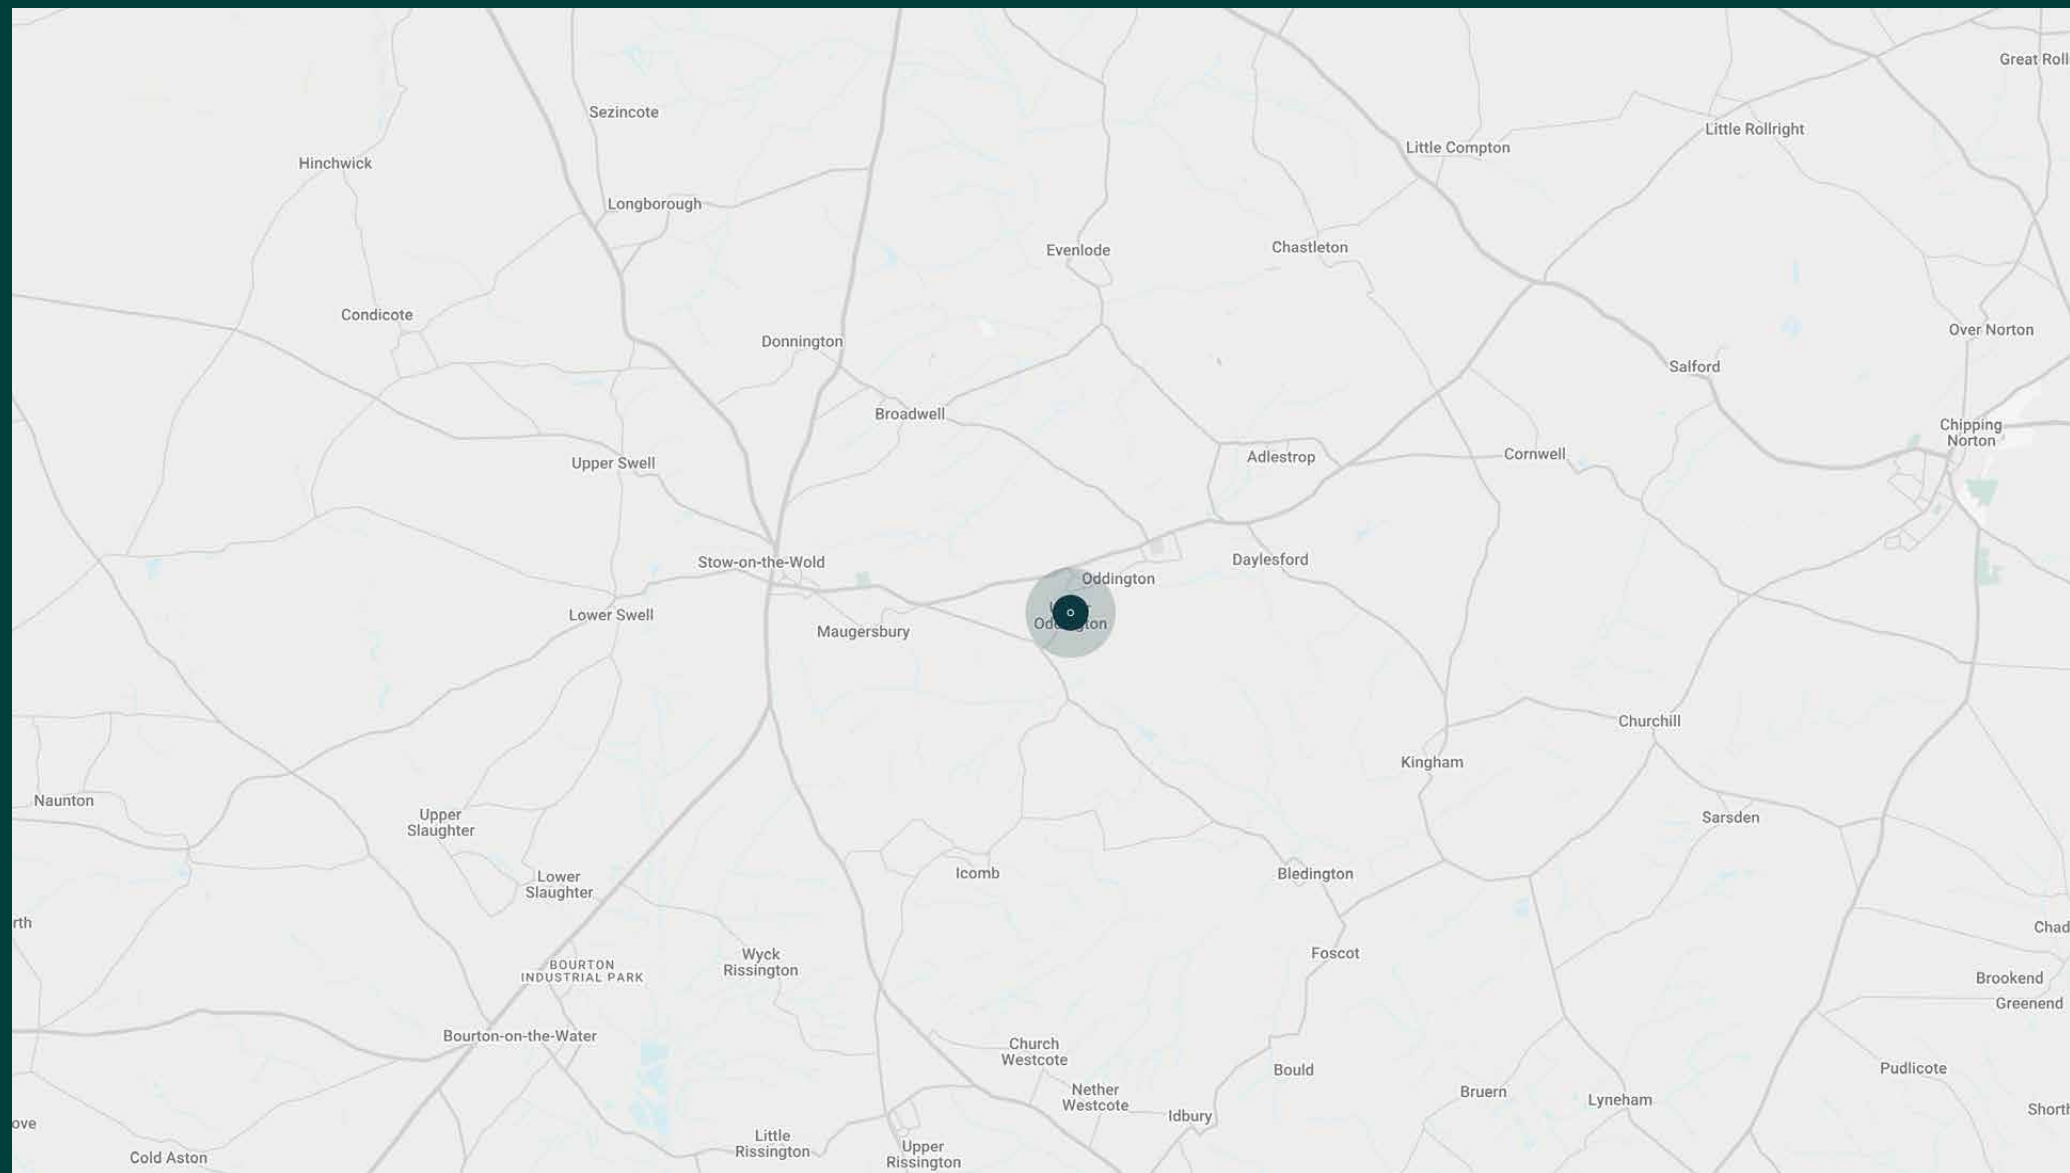 Great Roll
Sezincote
Little Rollright
Little Compton
Hinchwick
Longborough
Evenlode
Chastleton
Condicote
Over Norton
Donnington
Salford
Broadwell
Chipping
Norton
Upper Swell
Adlestrop
Cornwell
Stow-on-the-Wold
Daylesford
Oddington
Lower Swell
Maugersbury
Churchill
Kingham
Naunton
Upper
Slaughter
Sarsden
Lower
Slaughter
Icomb
Bledington
rth
Chad
Wyck
Rissington
Foscot
BOURTON
INDUSTRIAL PARK
Brookend
Greenend
Bourton-on-the-Water
Church
Westcote
Bould
Pudlicote
Nether
Westcote
Bruern
Lyneham
Idbury
Short
ove
Little
Rissington
Upper
Rissington
Cold Aston